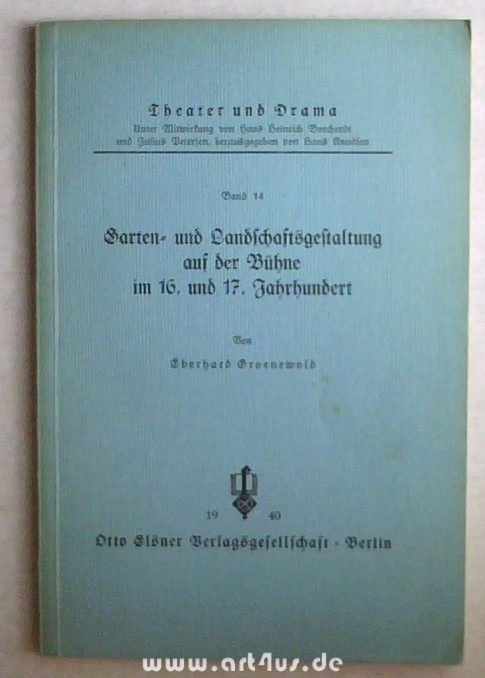 Theater und Drama
Unter Mitwirkung von Hans Heinrich Borcherdt
und Julius Petersen, herausgegeben von Hans Knudsen
Band 14
Garten- und Landschaftsgestaltung
auf der Bühne
im 16. und 17. Jahrhundert
Von
Eberhard Groenewold
19 40
Otto Elsner Verlagsgesellschaft - Berlin
www.art4us.de